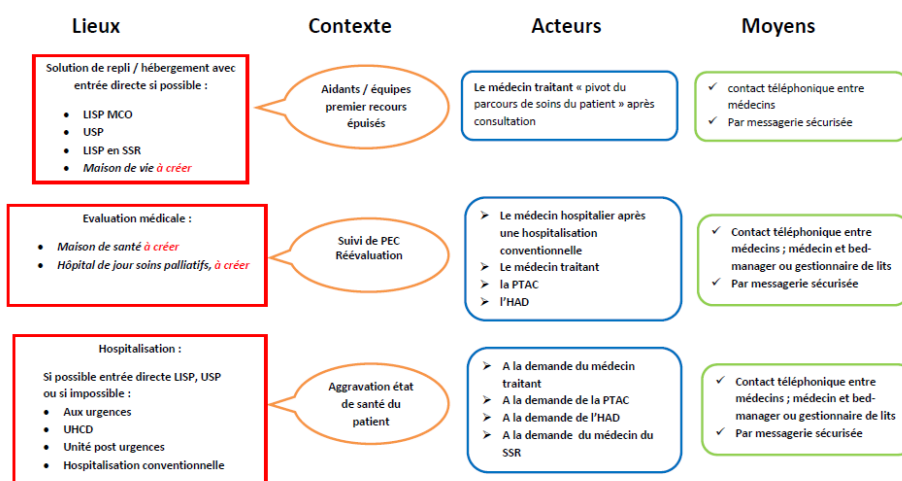 Lieux
Contexte
Acteurs
Moyens
Solution de repli / hébergement avec
entrée directe si possible :
LISP MCO
USP
LISP en SSR
Maison de vie à créer
Aidants / équipes
premier recours
épuisés
Le médecin traitant « pivot du
parcours de soins du patient » après
consultation
contact téléphonique entre
médecins
Par messagerie sécurisée
Evaluation médicale :
Maison de santé à créer
Hôpital de jour soins palliatifs, à créer
Suivi de PEC
Réévaluation
Le médecin hospitalier après
une hospitalisation
conventionnelle
Le médecin traitant
la PTAC
l’HAD
Contact téléphonique entre
médecins ; médecin et bed-
manager ou gestionnaire de lits
Par messagerie sécurisée
Hospitalisation :
Si possible entrée directe LISP, USP
ou si impossible :
Aux urgences
UHCD
Unité post urgences
Hospitalisation conventionnelle
Aggravation état
de santé du
patient
A la demande du médecin
traitant
A la demande de la PTAC
A la demande de l’HAD
A la demande du médecin du
SSR
Contact téléphonique entre
médecins ; médecin et bed-
manager ou gestionnaire de lits
Par messagerie sécurisée